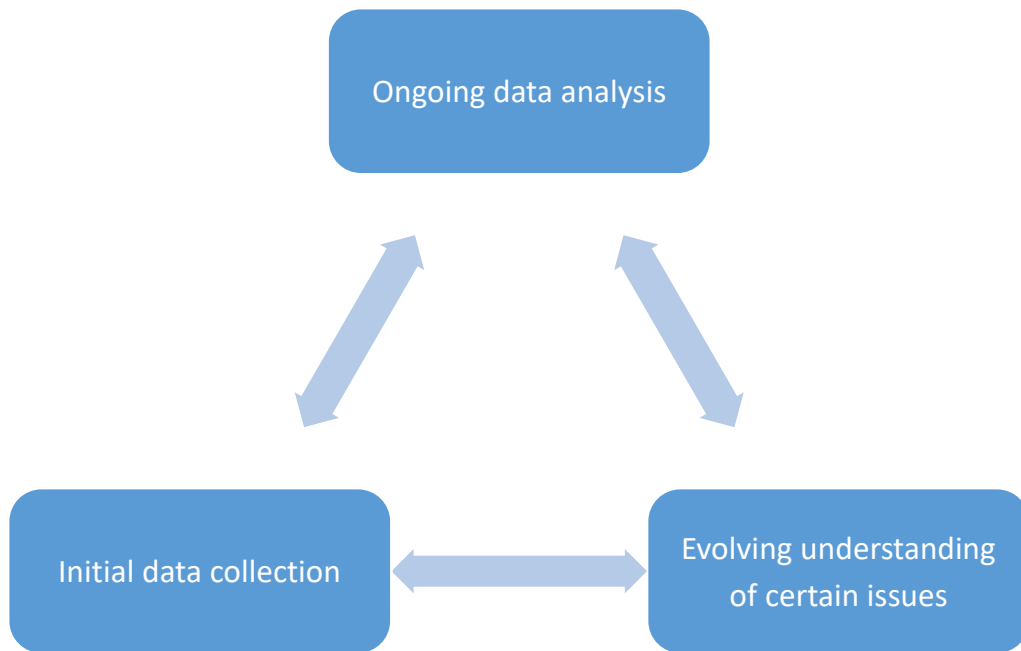 Ongoing data analysis
Initial data collection
Evolving understanding
of certain issues